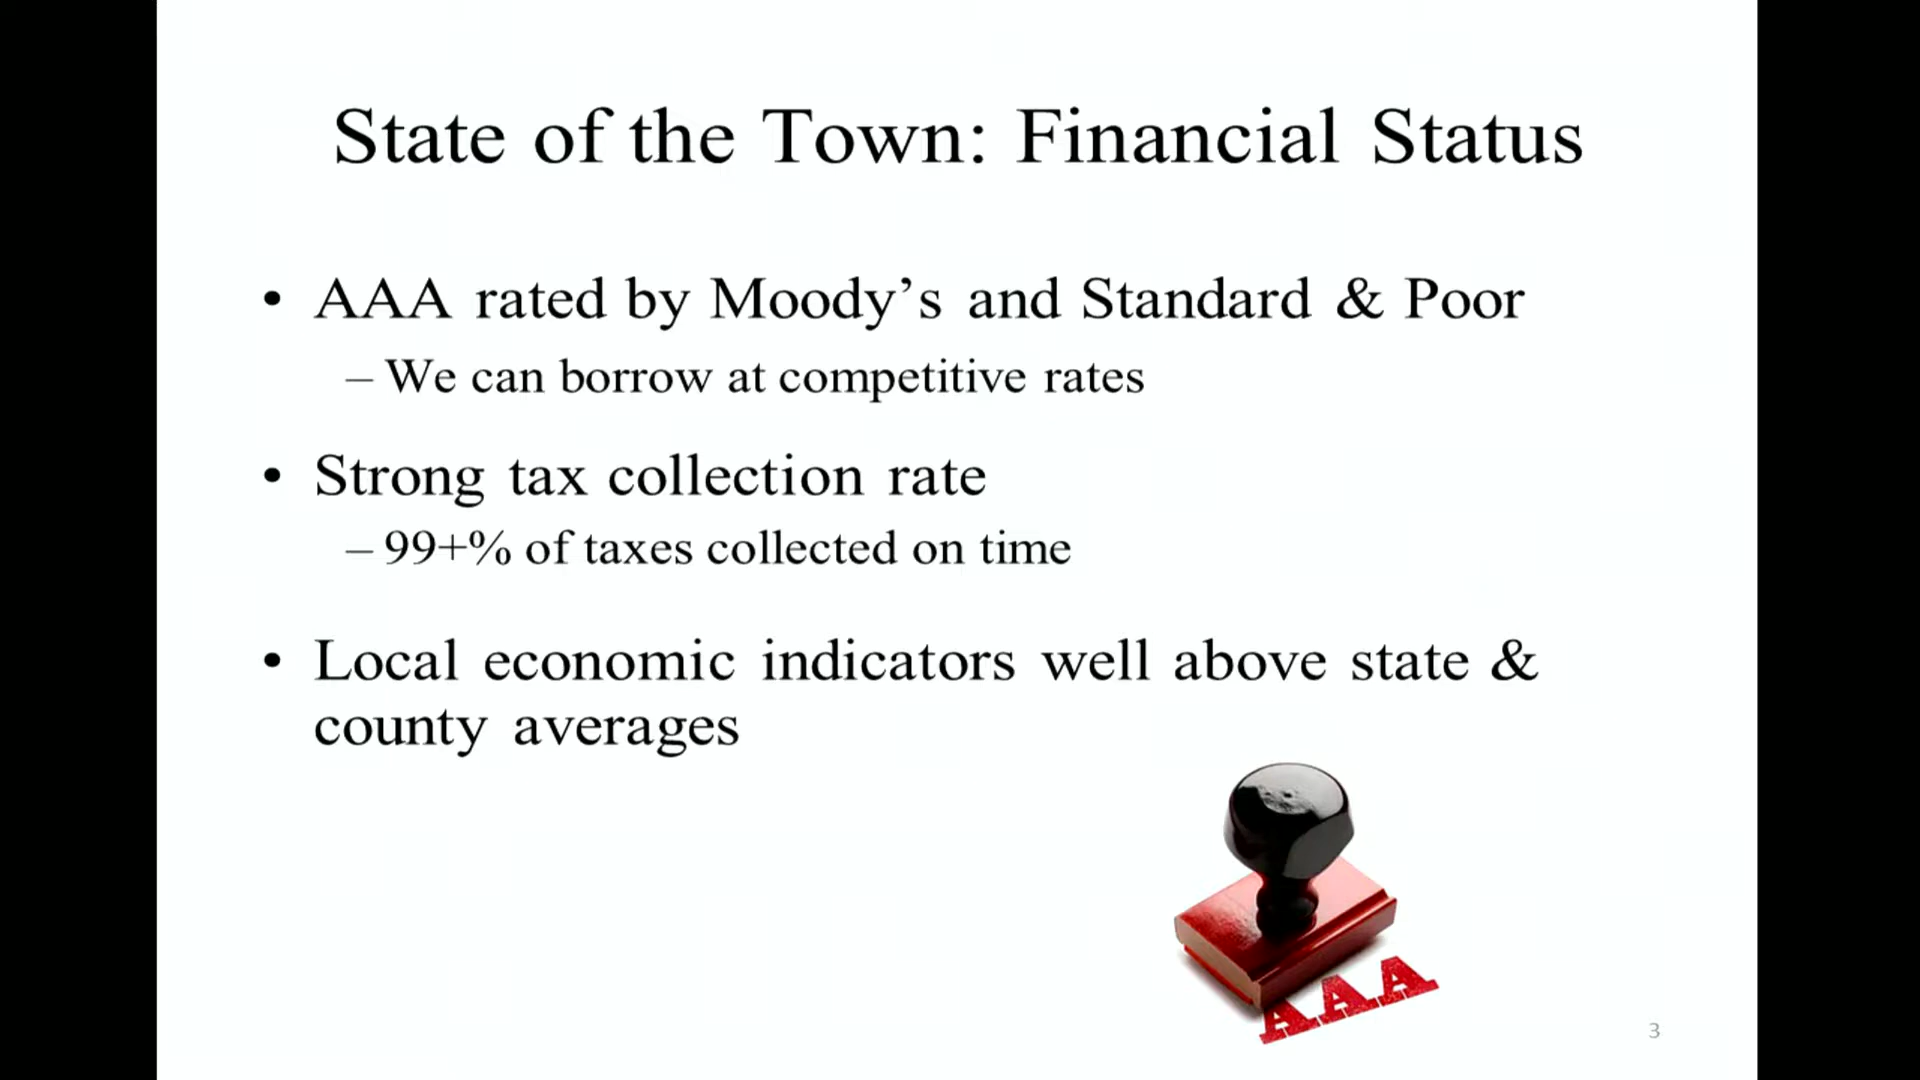 State of the Town: Financial Status
• AAA rated by Moody’s and Standard & Poor
– We can borrow at competitive rates
• Strong tax collection rate
– 99+% of taxes collected on time
• Local economic indicators well above state &
county averages
AAA
3